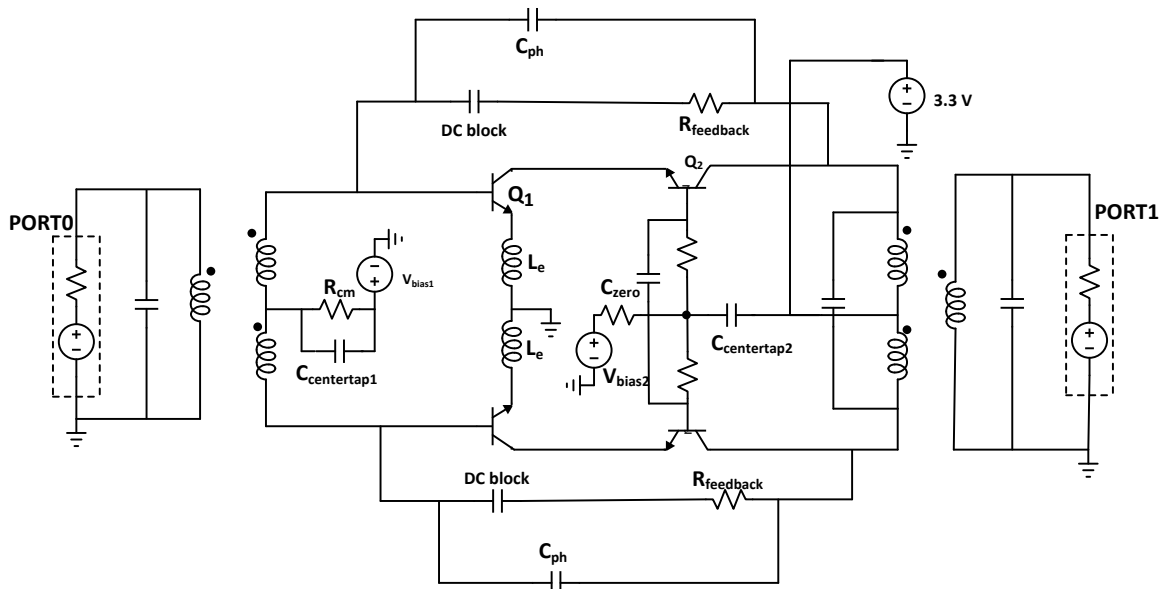 C_ph
3.3 V
DC block
R_feedback
Q_2
Q_1
PORT0
PORT1
R_cm
V_bias1
L_e
C_zero
C_centertap1
L_e
V_bias2
C_centertap2
DC block
R_feedback
C_ph